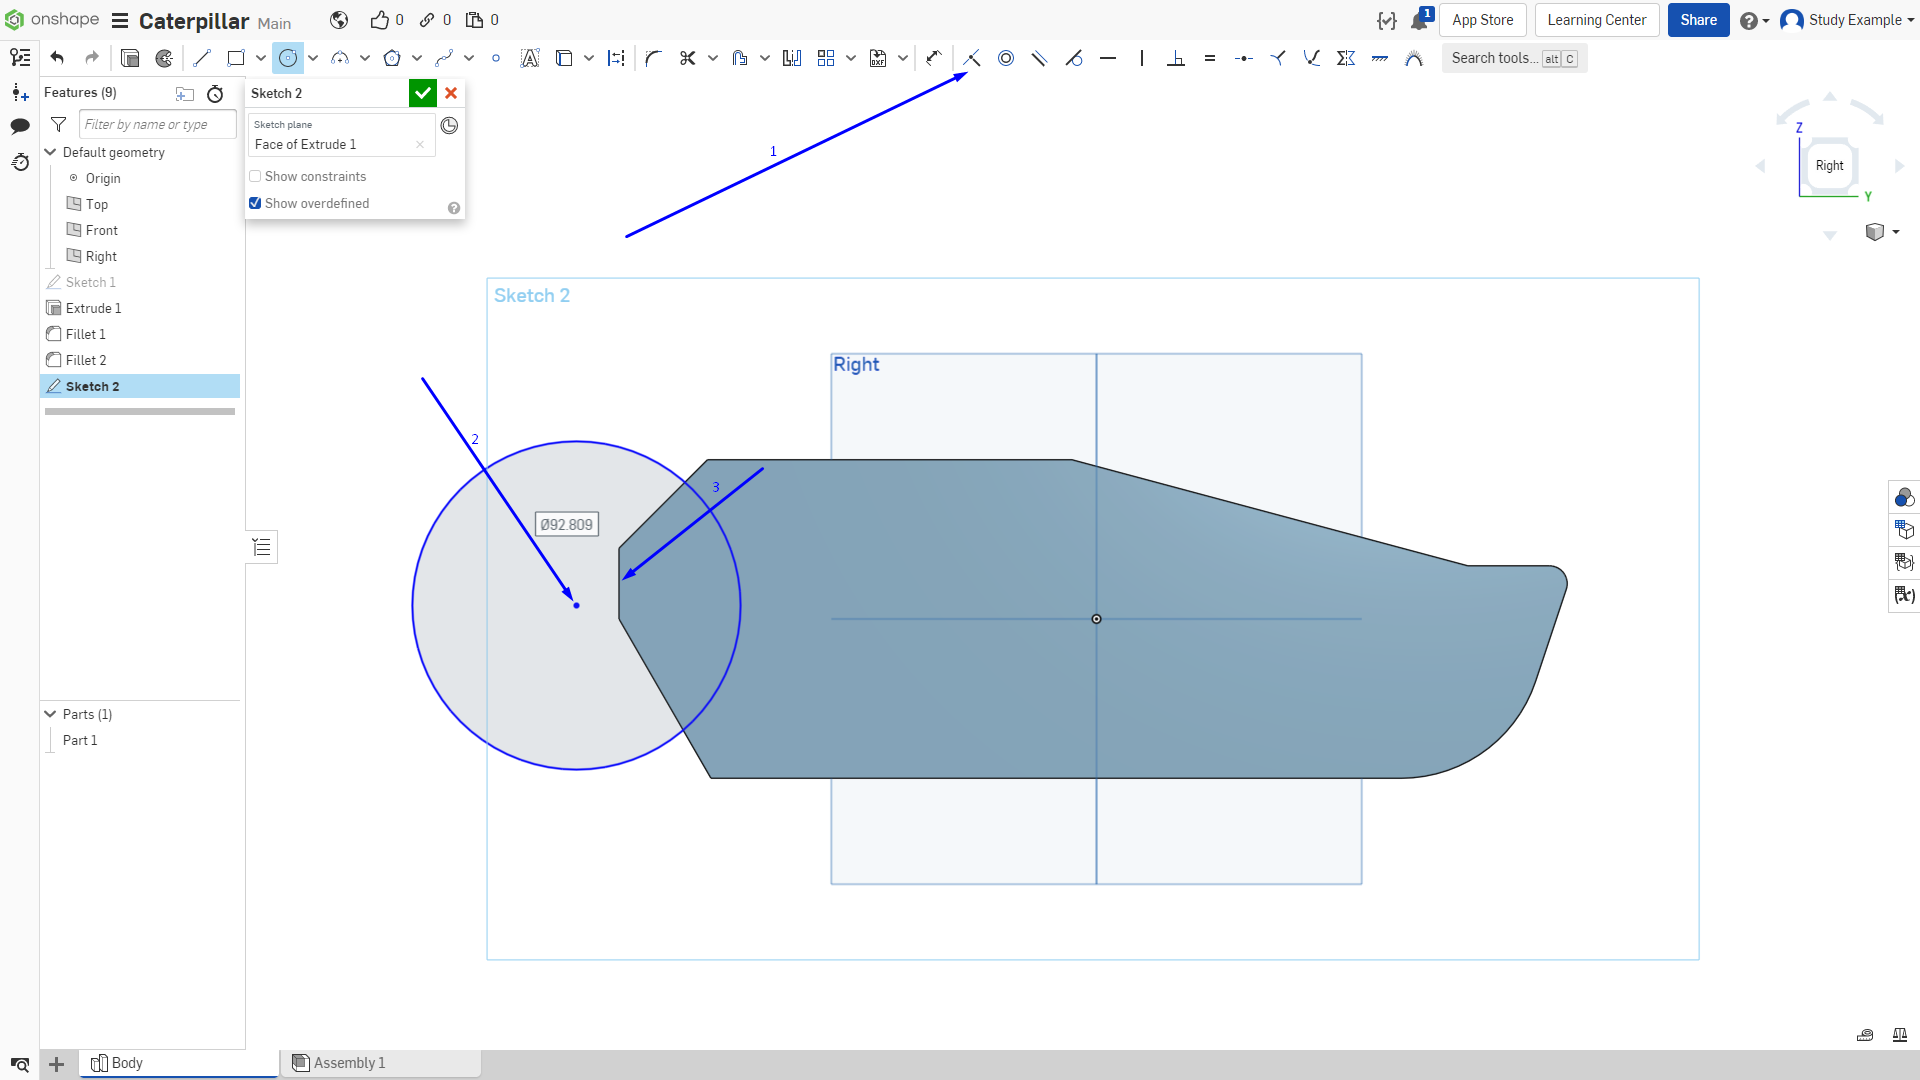 onshape Caterpillar Main 0 0 0 1 App Store Learning Center Share Study Example
Search tools... alt C
Features (9)
Filter by name or type
Default geometry
Origin
Top
Front
Right
Sketch 1
Extrude 1
Fillet 1
Fillet 2
Sketch 2
Parts (1)
Part 1
Sketch 2
Sketch plane
Face of Extrude 1
Show constraints
Show overdefined
1
Z
Right
Y
Sketch 2
Right
2
3
Ø92.809
Body Assembly 1